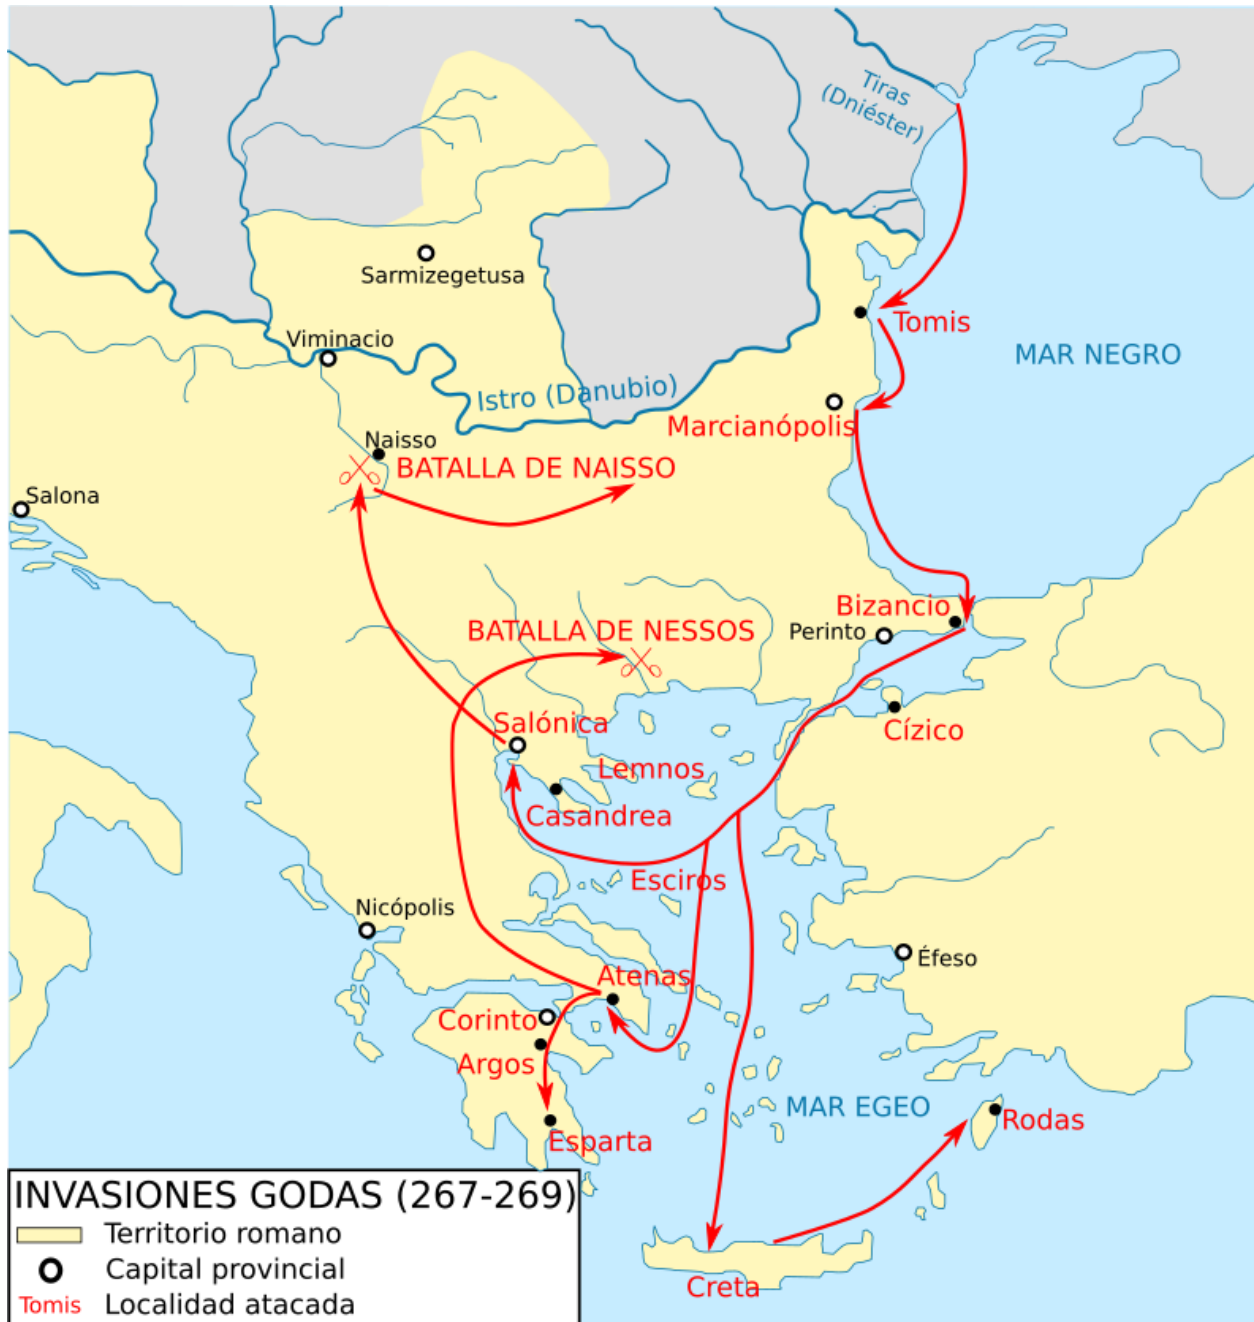 Tiras
(Dniéster)
Sarmizegetusa
Tomis
Viminacio
MAR NEGRO
Istro (Danubio)
Marcianópolis
Naisso
BATALLA DE NAISSO
Salona
Bizancio
BATALLA DE NESSOS
Perinto
Salónica
Cízico
Lemnos
Casandrea
Esciros
Nicópolis
Éfeso
Atenas
Corinto
Argos
MAR EGEO
Rodas
Esparta
INVASIONES GODAS (267-269)
Territorio romano
Capital provincial
Tomis Localidad atacada
Creta